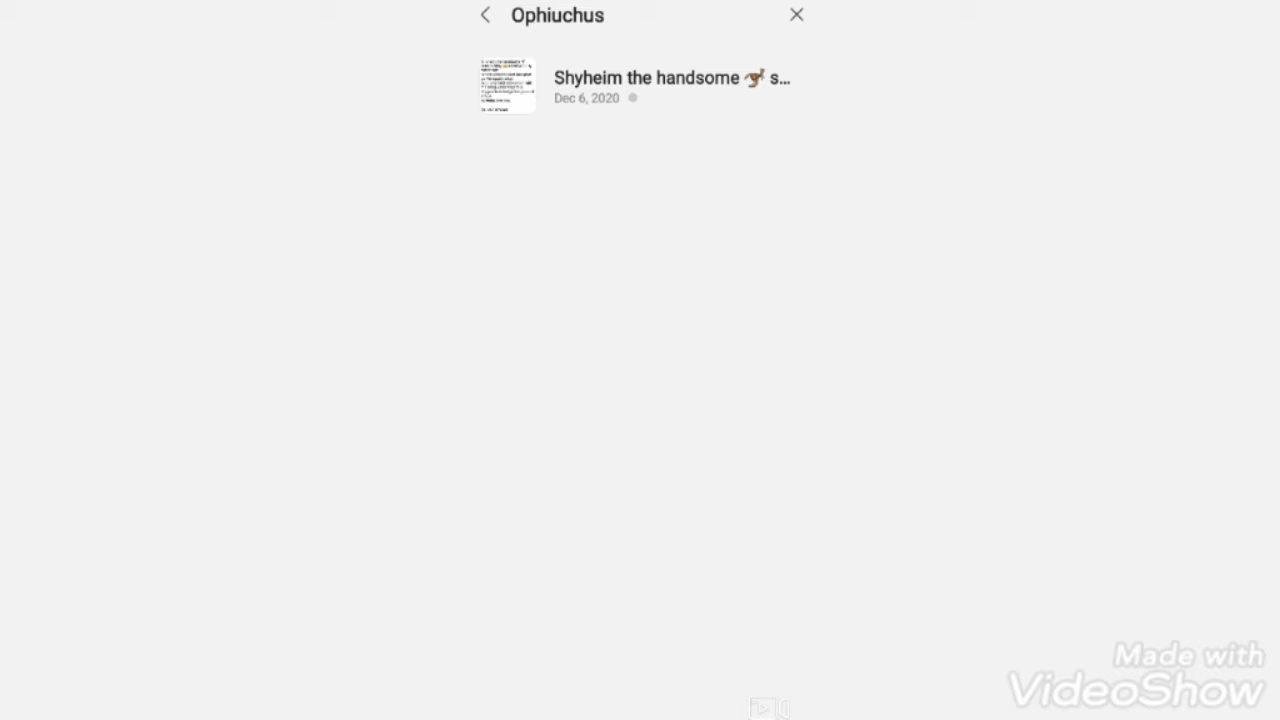 Ophiuchus
Shyheim the handsome 🦘 s...
Dec 6, 2020
Made with
VideoShow